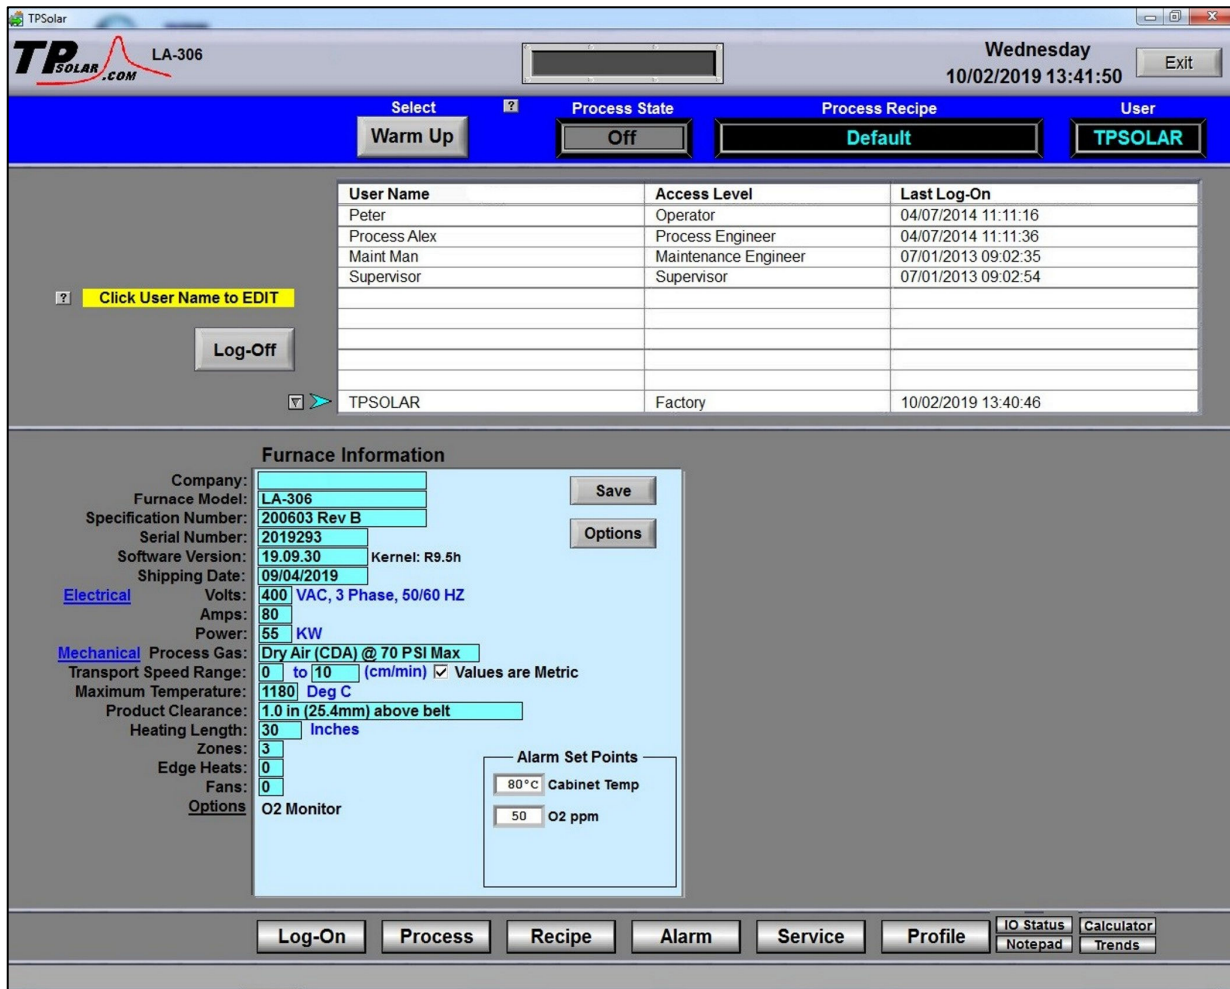 TPSolar
TP SOLAR .COM
LA-306
Wednesday
10/02/2019 13:41:50
Exit
Select ? Process State Process Recipe User
Warm Up Off Default TPSOLAR
User Name Access Level Last Log-On
Peter Operator 04/07/2014 11:11:16
Process Alex Process Engineer 04/07/2014 11:11:36
Maint Man Maintenance Engineer 07/01/2013 09:02:35
Supervisor Supervisor 07/01/2013 09:02:54
? Click User Name to EDIT
Log-Off
TPSOLAR Factory 10/02/2019 13:40:46
Furnace Information
Company:
Furnace Model: LA-306
Specification Number: 200603 Rev B
Serial Number: 2019293
Software Version: 19.09.30 Kernel: R9.5h
Shipping Date: 09/04/2019
Electrical Volts: 400 VAC, 3 Phase, 50/60 HZ
Amps: 80
Power: 55 KW
Mechanical Process Gas: Dry Air (CDA) @ 70 PSI Max
Transport Speed Range: 0 to 10 (cm/min) Values are Metric
Maximum Temperature: 1180 Deg C
Product Clearance: 1.0 in (25.4mm) above belt
Heating Length: 30 Inches
Zones: 3
Edge Heats: 0
Fans: 0
Options O2 Monitor
Save
Options
Alarm Set Points
80°C Cabinet Temp
50 O2 ppm
Log-On Process Recipe Alarm Service Profile
IO Status Calculator
Notepad Trends